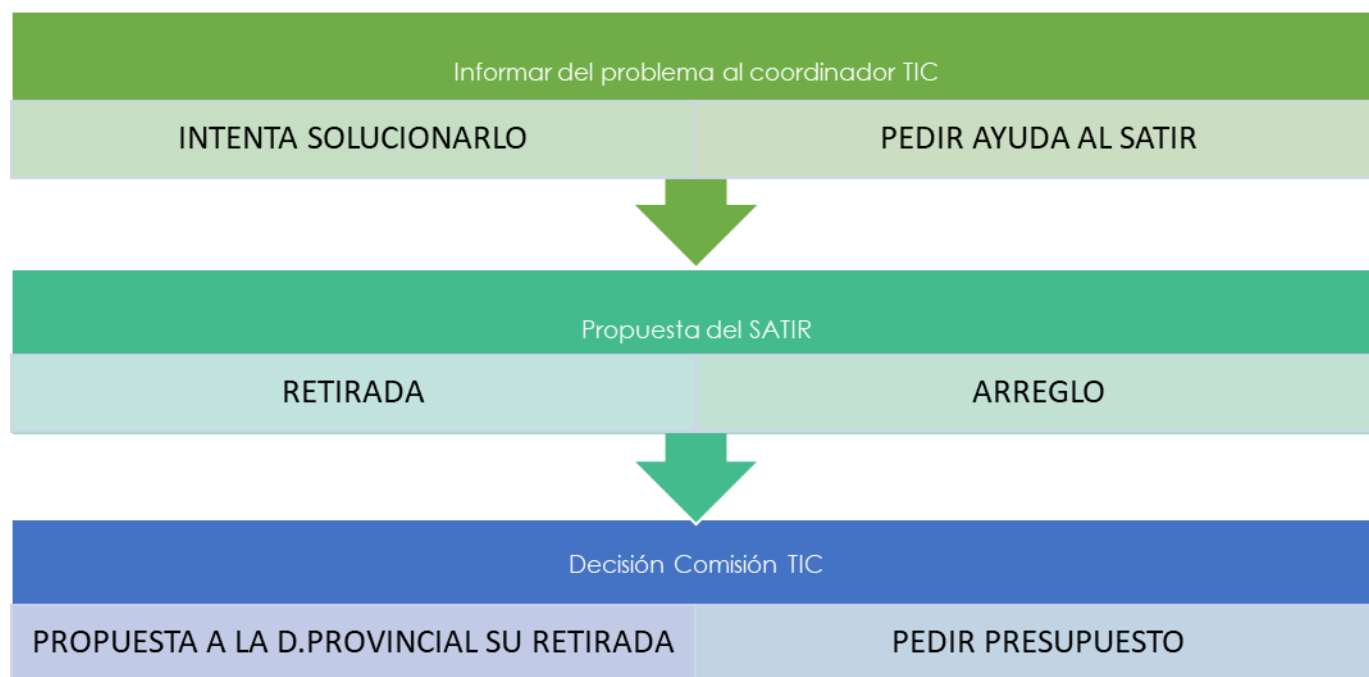 Informar del problema al coordinador TIC
INTENTA SOLUCIONARLO
PEDIR AYUDA AL SATIR
Propuesta del SATIR
RETIRADA
ARREGLO
Decisión Comisión TIC
PROPUESTA A LA D.PROVINCIAL SU RETIRADA
PEDIR PRESUPUESTO